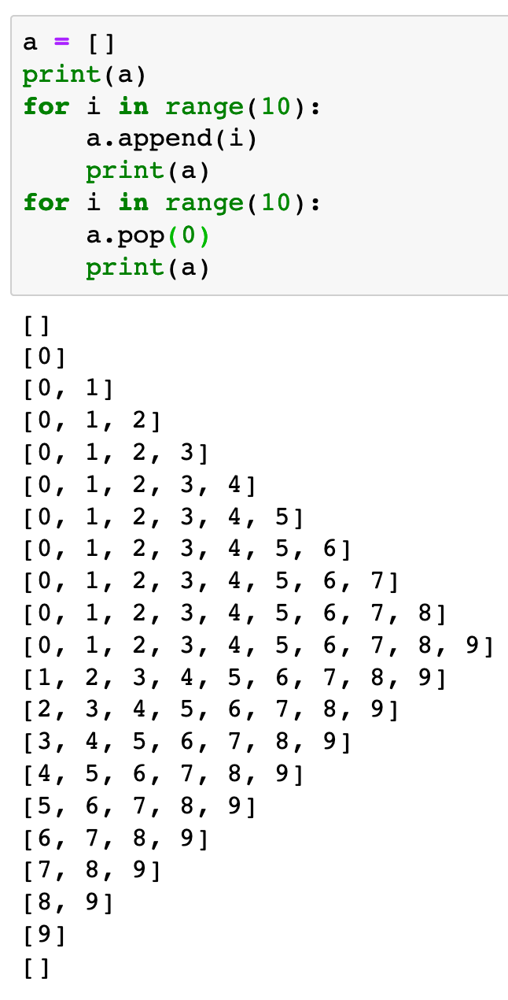 a = []
print(a)
for i in range(10):
    a.append(i)
    print(a)
for i in range(10):
    a.pop(0)
    print(a)
[]
[0]
[0, 1]
[0, 1, 2]
[0, 1, 2, 3]
[0, 1, 2, 3, 4]
[0, 1, 2, 3, 4, 5]
[0, 1, 2, 3, 4, 5, 6]
[0, 1, 2, 3, 4, 5, 6, 7]
[0, 1, 2, 3, 4, 5, 6, 7, 8]
[0, 1, 2, 3, 4, 5, 6, 7, 8, 9]
[1, 2, 3, 4, 5, 6, 7, 8, 9]
[2, 3, 4, 5, 6, 7, 8, 9]
[3, 4, 5, 6, 7, 8, 9]
[4, 5, 6, 7, 8, 9]
[5, 6, 7, 8, 9]
[6, 7, 8, 9]
[7, 8, 9]
[8, 9]
[9]
[]